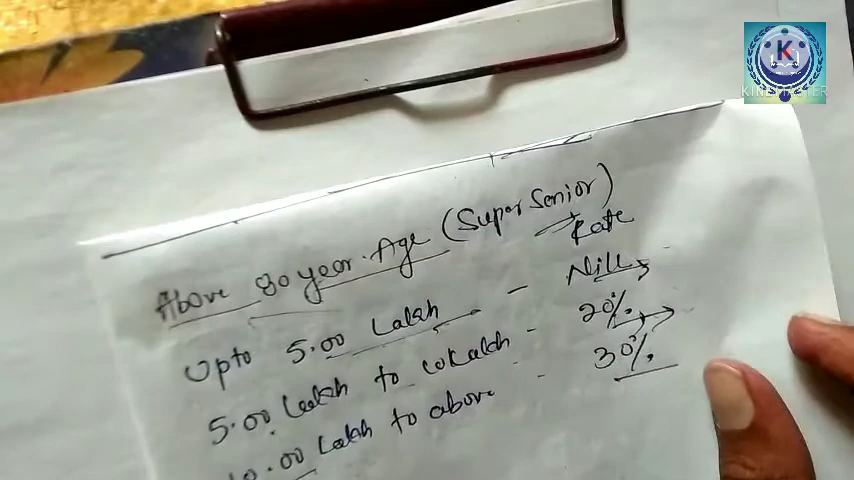 K
KINEMASTER
Above 80 year. Age (Super Senior)
Rate
Upto 5.00 Lakh - Nill
5.00 Lakh to 10 Lakh - 20%.
10.00 Lakh to above - 30%.